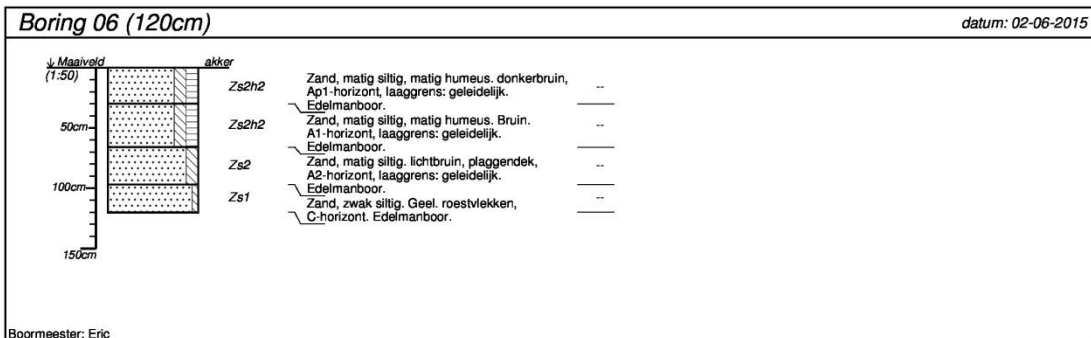 Boring 06 (120cm)
datum: 02-06-2015
↓ Maaiveld
akker
(1:50)
Zs2h2
Zand, matig siltig, matig humeus. donkerbruin,
Ap1-horizont, laaggrens: geleidelijk.
Edelmanboor.
--
50cm
Zs2h2
Zand, matig siltig, matig humeus. Bruin.
A1-horizont, laaggrens: geleidelijk.
Edelmanboor.
--
Zs2
Zand, matig siltig. lichtbruin, plaggendek,
A2-horizont, laaggrens: geleidelijk.
Edelmanboor.
--
100cm
Zs1
Zand, zwak siltig. Geel. roestvlekken,
C-horizont. Edelmanboor.
--
150cm
Boormeester: Eric